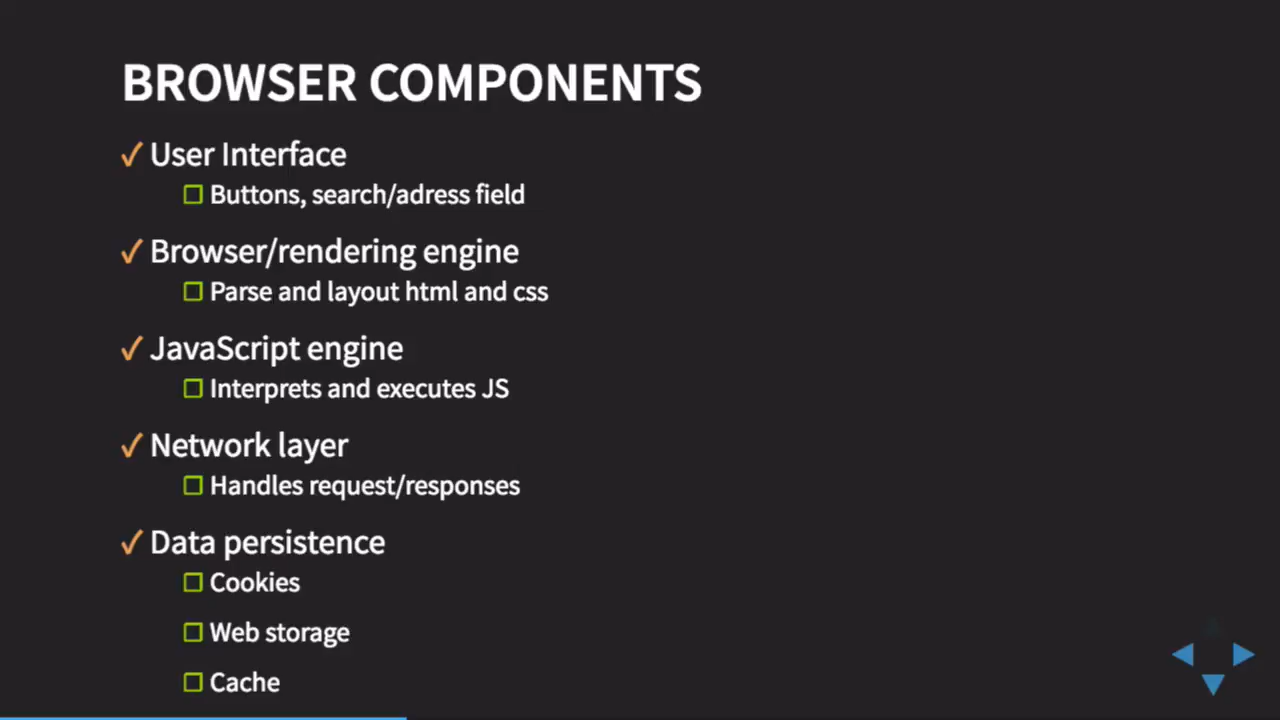 BROWSER COMPONENTS
✓ User Interface
☐ Buttons, search/adress field
✓ Browser/rendering engine
☐ Parse and layout html and css
✓ JavaScript engine
☐ Interprets and executes JS
✓ Network layer
☐ Handles request/responses
✓ Data persistence
☐ Cookies
☐ Web storage
☐ Cache